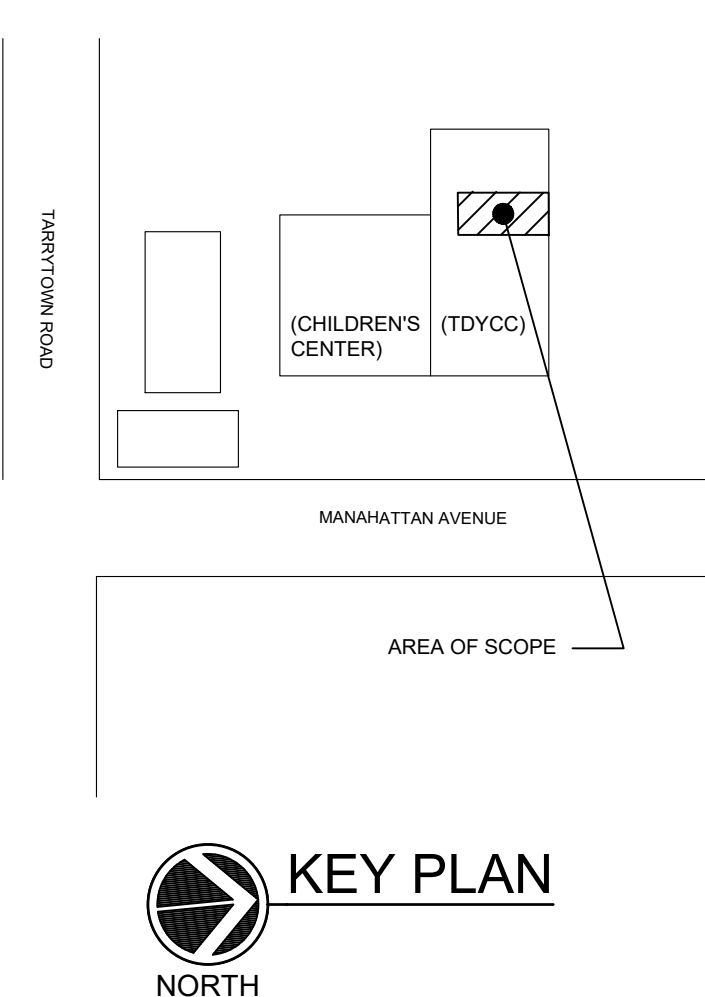 TARRYTOWN ROAD
(CHILDREN'S
CENTER)
(TDYCC)
MANAHATTAN AVENUE
AREA OF SCOPE
KEY PLAN
NORTH